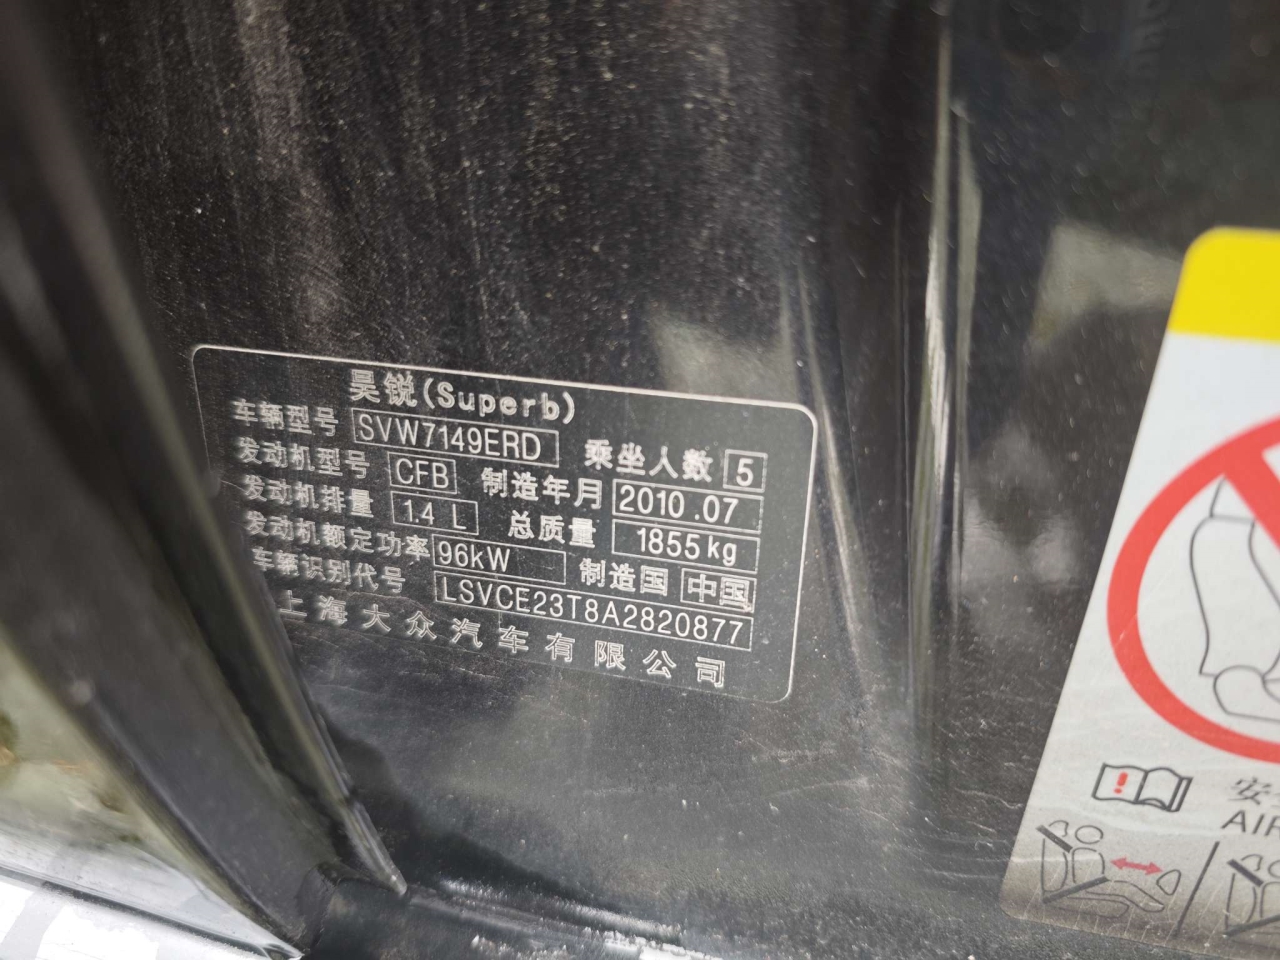 昊锐(Superb)
车辆型号 SVW7149ERD 乘坐人数 5
发动机型号 CFB 制造年月 2010.07
发动机排量 1.4 L 总质量 1855kg
发动机额定功率 96kW 制造国 中国
车辆识别代号 LSVCE23T8A2820877
上海大众汽车有限公司
安
AIR